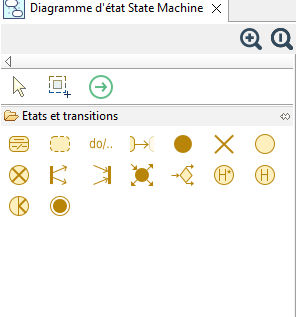 Diagramme d'état State Machine
Etats et transitions
do/..
H*
H